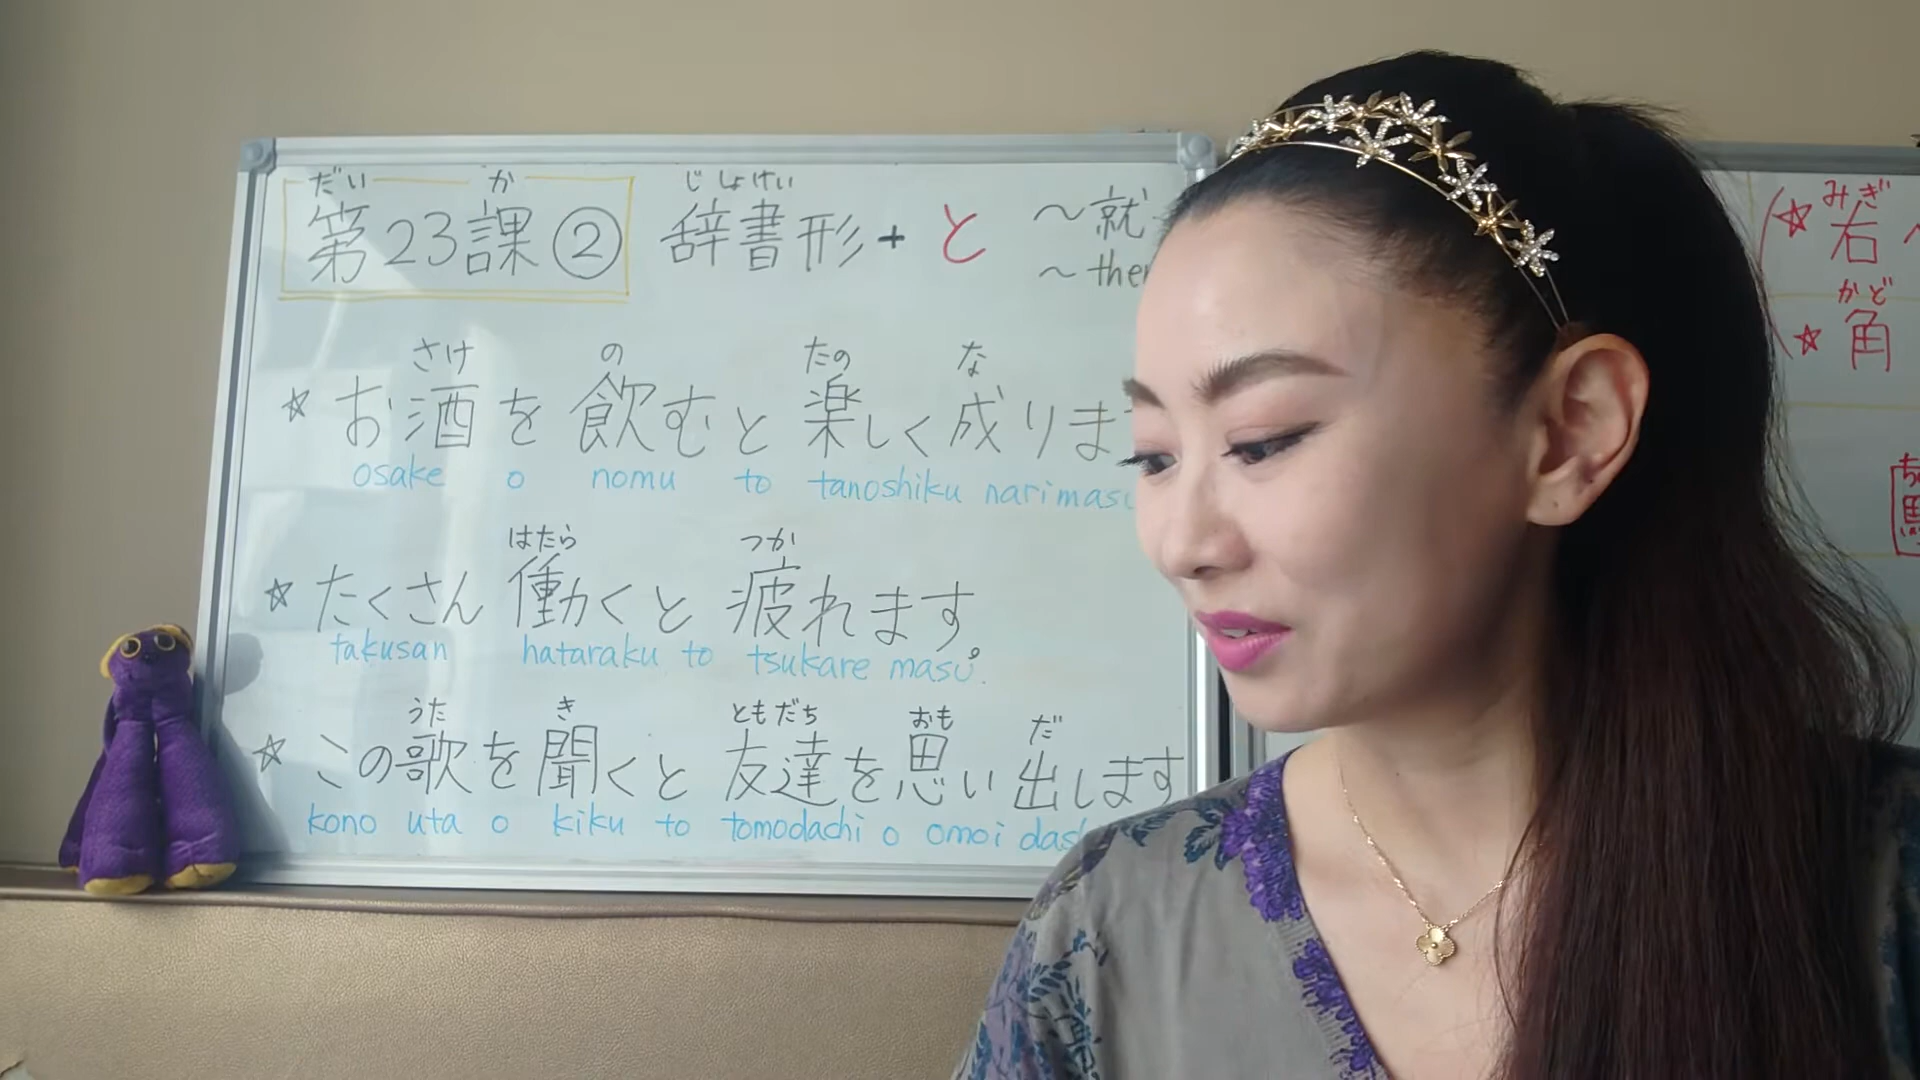 だい か じしょけい
第23課② 辞書形+と ~就
~then
さけ の たの な
☆ お酒を飲むと楽しく成りま
osake o nomu to tanoshiku narimasu
はたら つか
☆ たくさん働くと疲れます。
takusan hataraku to tsukare masu.
うた き ともだち おも だ
☆ この歌を聞くと友達を思い出します
kono uta o kiku to tomodachi o omoi das
みぎ
☆ 右へ
かど
☆ 角